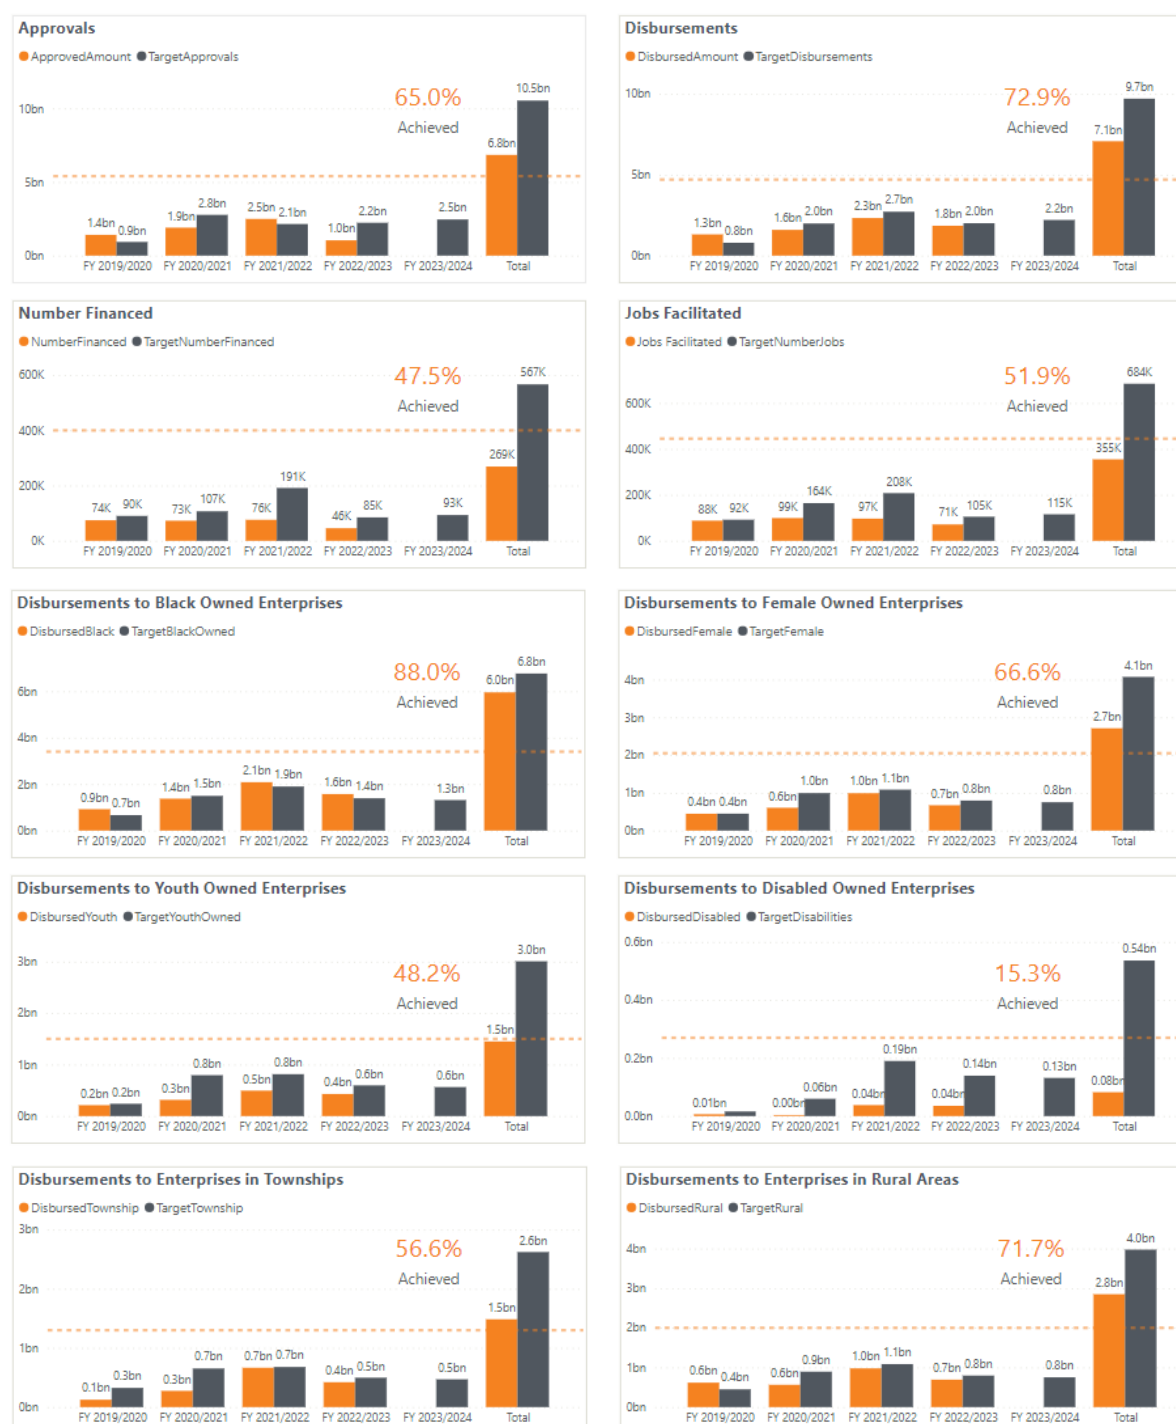 Approvals
ApprovedAmount TargetApprovals
65.0%
Achieved
10bn
5bn
0bn
1.4bn 0.9bn 1.9bn 2.8bn 2.5bn 2.1bn 1.0bn 2.2bn 2.5bn 6.8bn 10.5bn
FY 2019/2020 FY 2020/2021 FY 2021/2022 FY 2022/2023 FY 2023/2024 Total
Disbursements
DisbursedAmount TargetDisbursements
72.9%
Achieved
10bn
5bn
0bn
1.3bn 0.8bn 1.6bn 2.0bn 2.3bn 2.7bn 1.8bn 2.0bn 2.2bn 7.1bn 9.7bn
FY 2019/2020 FY 2020/2021 FY 2021/2022 FY 2022/2023 FY 2023/2024 Total
Number Financed
NumberFinanced TargetNumberFinanced
47.5%
Achieved
600K
400K
200K
0K
74K 90K 73K 107K 76K 191K 46K 85K 93K 269K 567K
FY 2019/2020 FY 2020/2021 FY 2021/2022 FY 2022/2023 FY 2023/2024 Total
Jobs Facilitated
Jobs Facilitated TargetNumberJobs
51.9%
Achieved
600K
400K
200K
0K
88K 92K 99K 164K 97K 208K 71K 105K 115K 355K 684K
FY 2019/2020 FY 2020/2021 FY 2021/2022 FY 2022/2023 FY 2023/2024 Total
Disbursements to Black Owned Enterprises
DisbursedBlack TargetBlackOwned
88.0%
Achieved
6bn
4bn
2bn
0bn
0.9bn 0.7bn 1.4bn 1.5bn 2.1bn 1.9bn 1.6bn 1.4bn 1.3bn 6.0bn 6.8bn
FY 2019/2020 FY 2020/2021 FY 2021/2022 FY 2022/2023 FY 2023/2024 Total
Disbursements to Female Owned Enterprises
DisbursedFemale TargetFemale
66.6%
Achieved
4bn
3bn
2bn
1bn
0bn
0.4bn 0.4bn 0.6bn 1.0bn 1.0bn 1.1bn 0.7bn 0.8bn 0.8bn 2.7bn 4.1bn
FY 2019/2020 FY 2020/2021 FY 2021/2022 FY 2022/2023 FY 2023/2024 Total
Disbursements to Youth Owned Enterprises
DisbursedYouth TargetYouthOwned
48.2%
Achieved
3bn
2bn
1bn
0bn
0.2bn 0.2bn 0.3bn 0.8bn 0.5bn 0.8bn 0.4bn 0.6bn 0.6bn 1.5bn 3.0bn
FY 2019/2020 FY 2020/2021 FY 2021/2022 FY 2022/2023 FY 2023/2024 Total
Disbursements to Disabled Owned Enterprises
DisbursedDisabled TargetDisabilities
15.3%
Achieved
0.6bn
0.4bn
0.2bn
0.0bn
0.01bn 0.00bn 0.06bn 0.04bn 0.19bn 0.04bn 0.14bn 0.13bn 0.08bn 0.54bn
FY 2019/2020 FY 2020/2021 FY 2021/2022 FY 2022/2023 FY 2023/2024 Total
Disbursements to Enterprises in Townships
DisbursedTownship TargetTownship
56.6%
Achieved
3bn
2bn
1bn
0bn
0.1bn 0.3bn 0.3bn 0.7bn 0.7bn 0.7bn 0.4bn 0.5bn 0.5bn 1.5bn 2.6bn
FY 2019/2020 FY 2020/2021 FY 2021/2022 FY 2022/2023 FY 2023/2024 Total
Disbursements to Enterprises in Rural Areas
DisbursedRural TargetRural
71.7%
Achieved
4bn
3bn
2bn
1bn
0bn
0.6bn 0.4bn 0.6bn 0.9bn 1.0bn 1.1bn 0.7bn 0.8bn 0.8bn 2.8bn 4.0bn
FY 2019/2020 FY 2020/2021 FY 2021/2022 FY 2022/2023 FY 2023/2024 Total